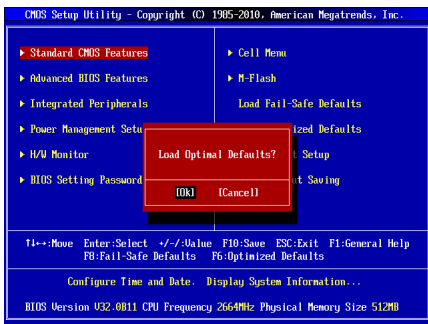 CMOS Setup Utility - Copyright (C) 1985-2010, American Megatrends, Inc.
Standard CMOS Features
Cell Menu
Advanced BIOS Features
M-Flash
Integrated Peripherals
Load Fail-Safe Defaults
Power Management Setu
ized Defaults
H/W Monitor
Load Optimal Defaults?
t Setup
BIOS Setting Password
ut Saving
[Ok] [Cancel]
↑↓←→:Move Enter:Select +/-/:Value F10:Save ESC:Exit F1:General Help
F8:Fail-Safe Defaults F6:Optimized Defaults
Configure Time and Date. Display System Information...
BIOS Version V32.0B11 CPU Frequency 2664MHz Physical Memory Size 512MB